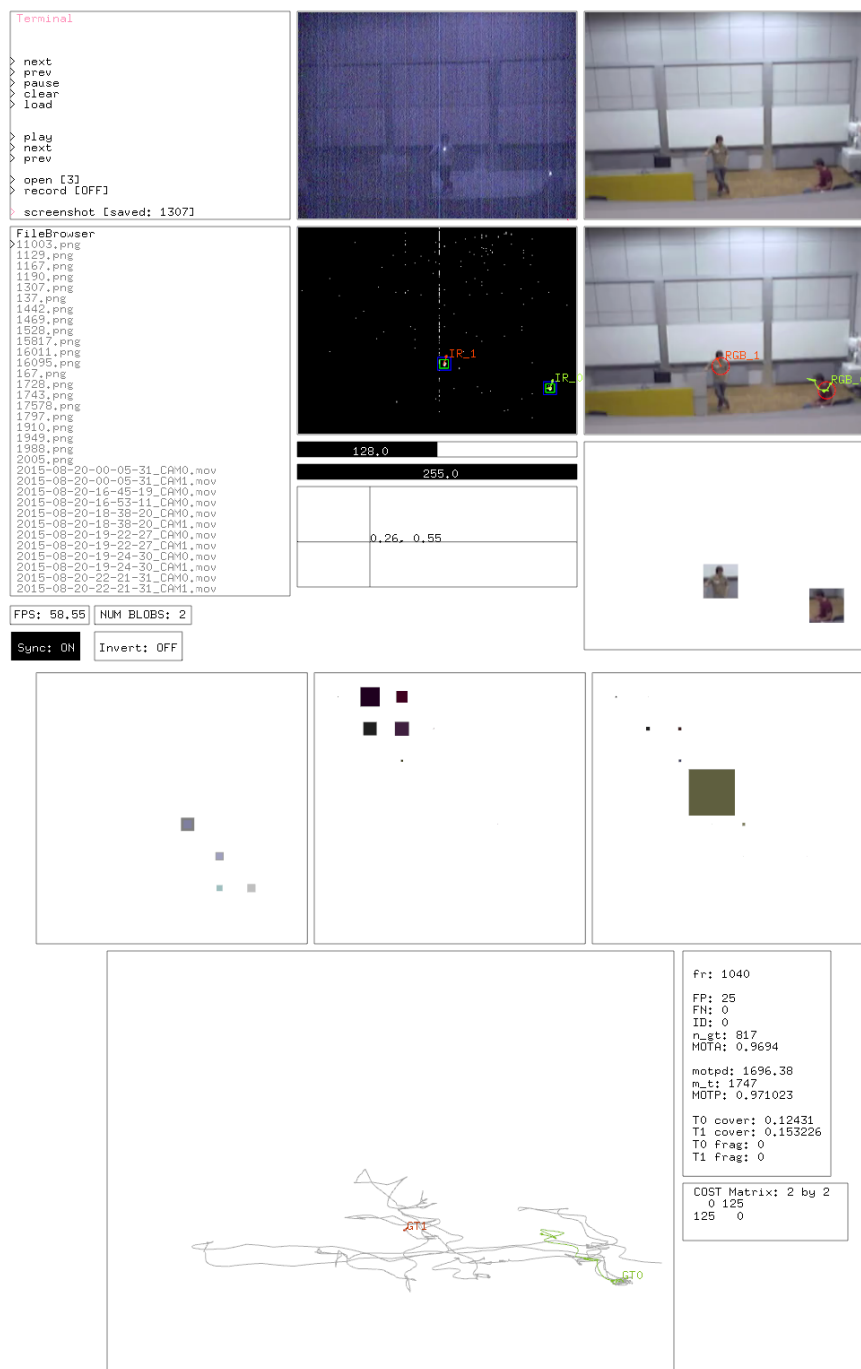 Terminal
> next
> prev
> pause
> clear
> load
> play
> next
> prev
> open [3]
> record [OFF]
> screenshot [saved: 1307]
FileBrowser
>11003.png
1129.png
1167.png
1190.png
1307.png
137.png
1442.png
1469.png
1528.png
15817.png
16011.png
16095.png
167.png
1728.png
1743.png
17578.png
1797.png
1910.png
1949.png
1988.png
2005.png
2015-08-20-00-05-31_CAM0.mov
2015-08-20-00-05-31_CAM1.mov
2015-08-20-16-45-19_CAM0.mov
2015-08-20-16-53-11_CAM0.mov
2015-08-20-18-38-20_CAM0.mov
2015-08-20-18-38-20_CAM1.mov
2015-08-20-19-22-27_CAM0.mov
2015-08-20-19-22-27_CAM1.mov
2015-08-20-19-24-30_CAM0.mov
2015-08-20-19-24-30_CAM1.mov
2015-08-20-22-21-31_CAM0.mov
2015-08-20-22-21-31_CAM1.mov
IR_1
RGB_1
128.0
255.0
0.26, 0.55
FPS: 58.55
NUM BLOBS: 2
Sync: ON
Invert: OFF
fr: 1040
FP: 25
FN: 0
ID: 0
n_gt: 817
MOTA: 0.9694
motpd: 1696.38
m_t: 1747
MOTP: 0.971023
T0 cover: 0.12431
T1 cover: 0.153226
T0 frag: 0
T1 frag: 0
COST Matrix: 2 by 2
0 125
125 0
GT1
GT0